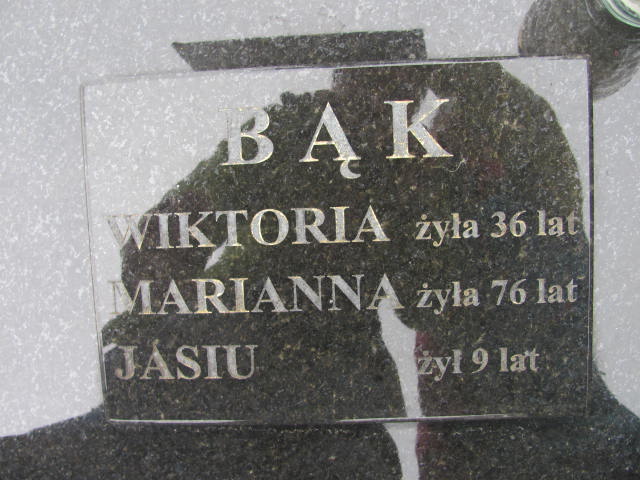 BĄK
WIKTORIA żyła 36 lat
MARIANNA żyła 76 lat
JASIU żył 9 lat